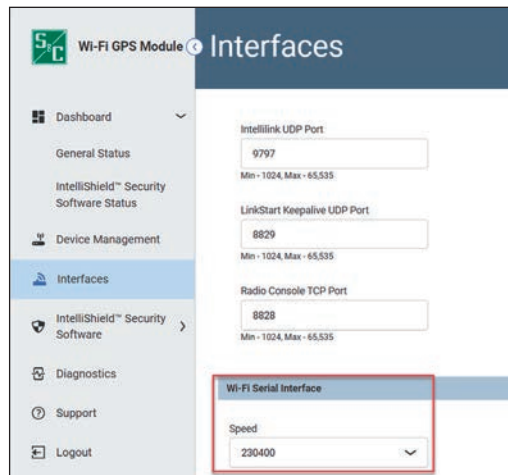 S&C Wi-Fi GPS Module
Interfaces
Dashboard
General Status
IntelliShield™ Security
Software Status
Device Management
Interfaces
IntelliShield™ Security
Software
Diagnostics
Support
Logout
Intellilink UDP Port
9797
Min - 1024, Max - 65,535
LinkStart Keepalive UDP Port
8829
Min - 1024, Max - 65,535
Radio Console TCP Port
8828
Min - 1024, Max - 65,535
Wi-Fi Serial Interface
Speed
230400